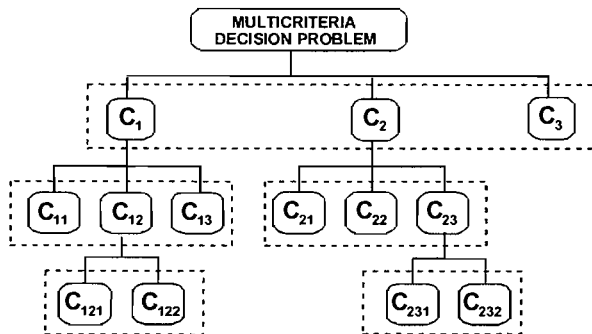 MULTICRITERIA
DECISION PROBLEM
C₁ C₂ C₃
C₁₁ C₁₂ C₁₃ C₂₁ C₂₂ C₂₃
C₁₂₁ C₁₂₂ C₂₃₁ C₂₃₂